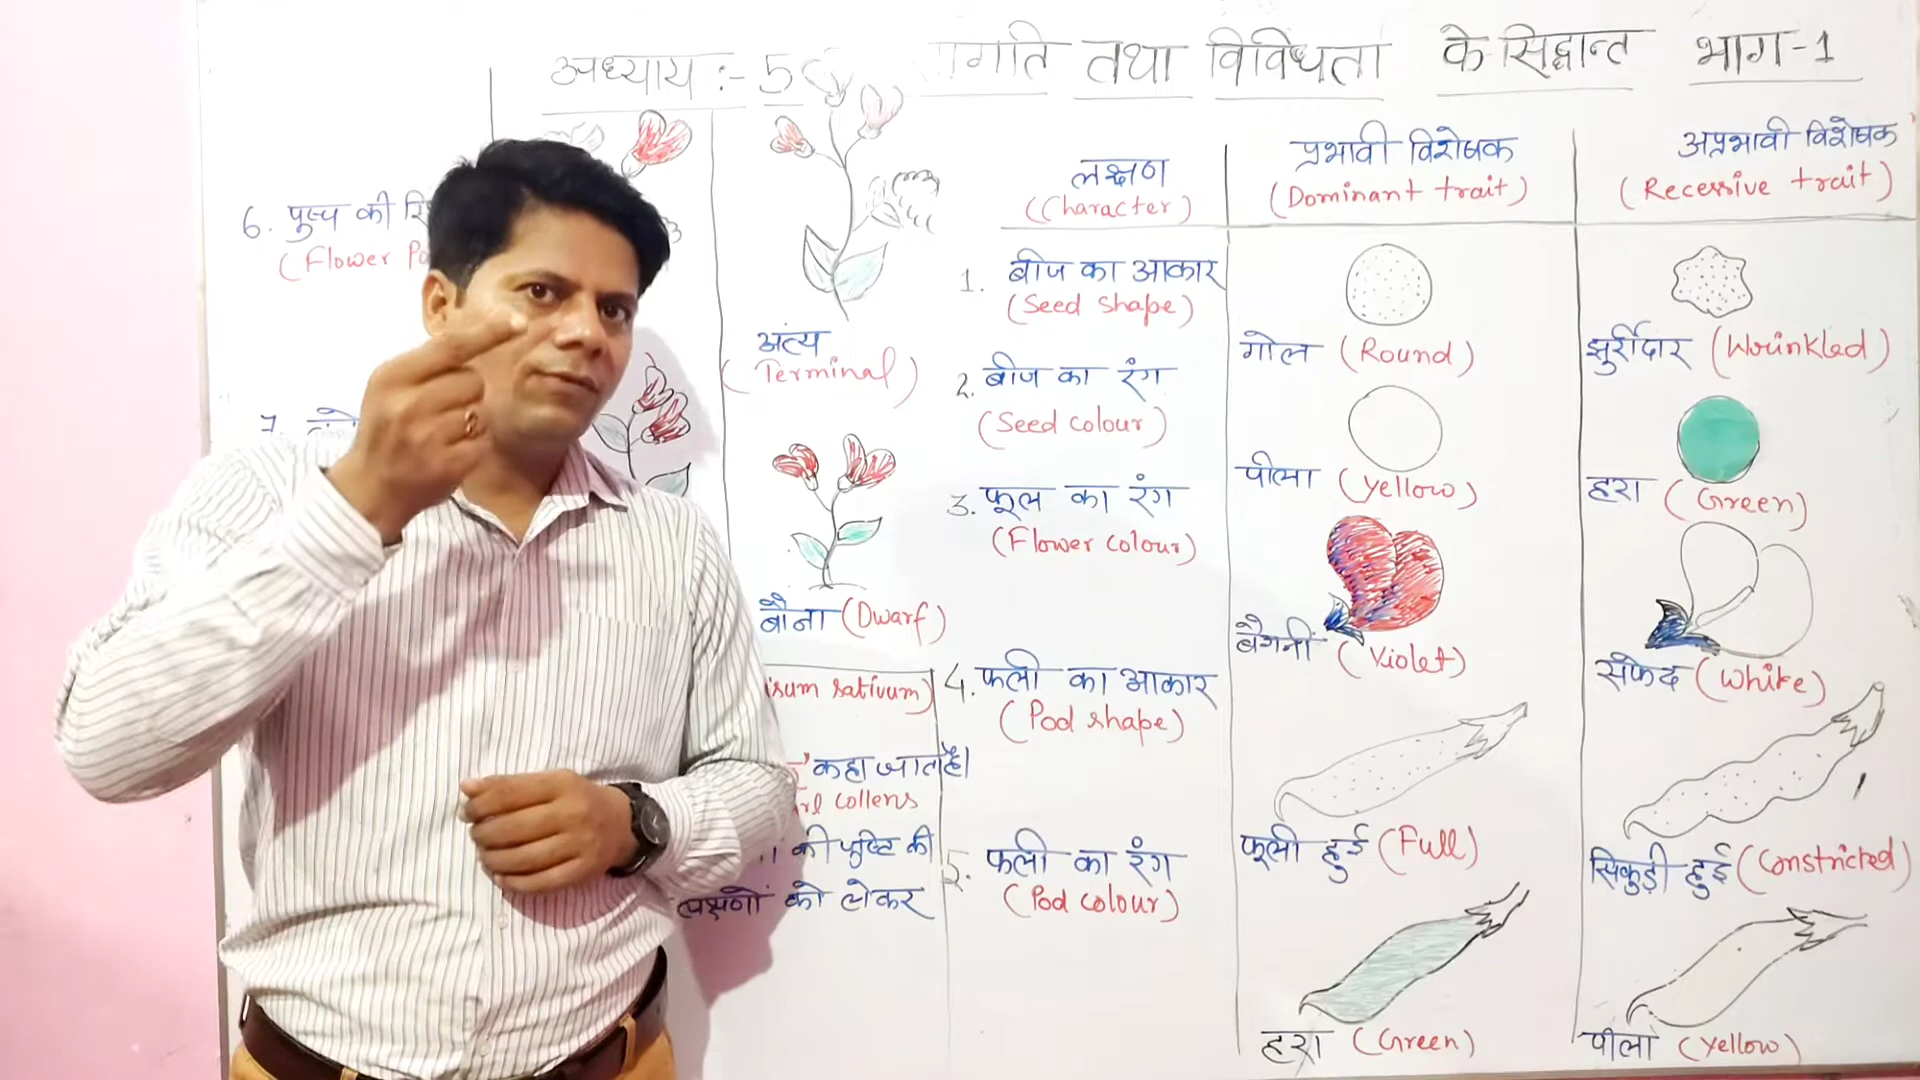 अध्याय :- 5
तथा विविधता के सिद्धान्त भाग-1
6. पुष्प की
(Flower
7.
अंत्य
(Terminal)
बौना (Dwarf)
sativum)
कहा जाता है।
collens
की पुष्टि की
लक्षणों को लेकर
लक्षण
(Character)
प्रभावी विशेषक
(Dominant trait)
अप्रभावी विशेषक
(Recessive trait)
1. बीज का आकार
(Seed shape)
गोल (Round)
झुर्रीदार (Wrinkled)
2. बीज का रंग
(Seed colour)
पीला (Yellow)
हरा (Green)
3. फूल का रंग
(Flower colour)
बैगनी (Violet)
सफेद (White)
4. फली का आकार
(Pod shape)
फूली हुई (Full)
सिकुड़ी हुई (Constricted)
5. फली का रंग
(Pod colour)
हरा (Green)
पीला (Yellow)